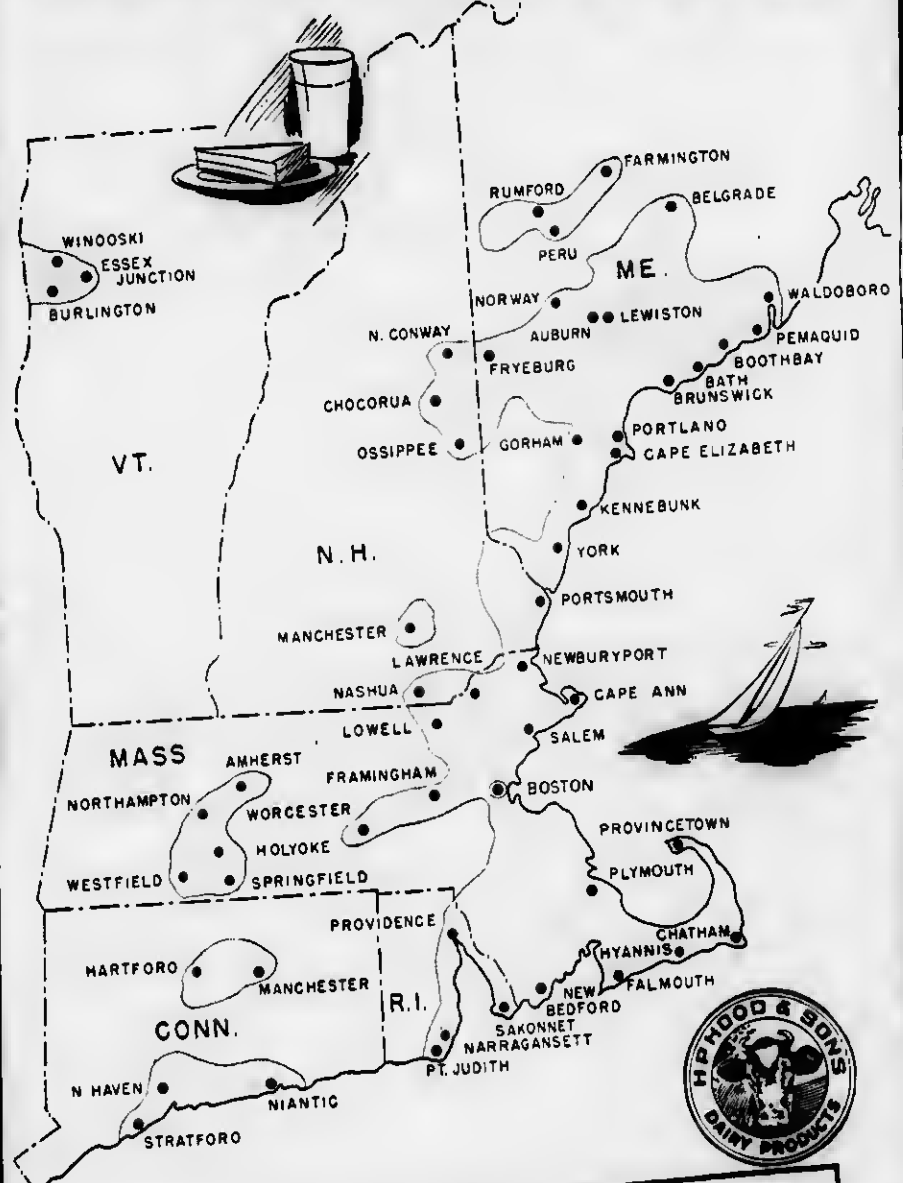 FARMINGTON
RUMFORD
BELGRADE
PERU
WINOOSKI
ESSEX
JUNCTION
BURLINGTON
ME.
NORWAY
WALDOBORO
AUBURN
LEWISTON
PEMAQUID
N. CONWAY
FRYEBURG
BOOTHBAY
BATH
BRUNSWICK
CHOCORUA
OSSIPPEE
GORHAM
PORTLANO
CAPE ELIZABETH
VT.
KENNEBUNK
N.H.
YORK
PORTSMOUTH
MANCHESTER
LAWRENCE
NEWBURYPORT
NASHUA
CAPE ANN
LOWELL
SALEM
MASS
AMHERST
FRAMINGHAM
BOSTON
NORTHAMPTON
WORCESTER
PROVINCETOWN
HOLYOKE
PLYMOUTH
WESTFIELD
SPRINGFIELD
PROVIDENCE
CHATHAM
HYANNIS
HARTFORO
MANCHESTER
FALMOUTH
NEW
BEDFORD
R.I.
SAKONNET
CONN.
NARRAGANSETT
PT. JUDITH
N HAVEN
NIANTIC
STRATFORO
H P HOOD & SONS
DAIRY PRODUCTS